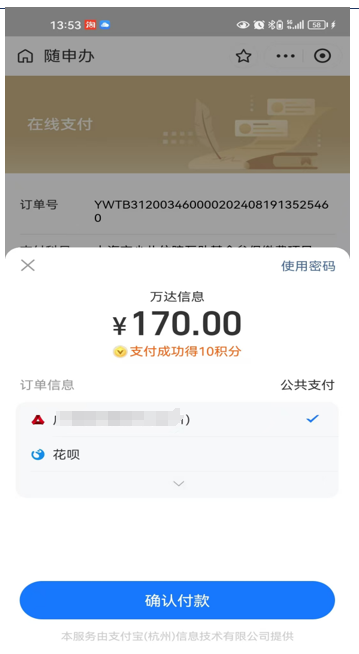 13:53
淘
58
随申办
在线支付
订单号
YWTB312003460000202408191352546
0
使用密码
万达信息
¥170.00
支付成功得10积分
订单信息
公共支付
)
花呗
确认付款
本服务由支付宝(杭州)信息技术有限公司提供